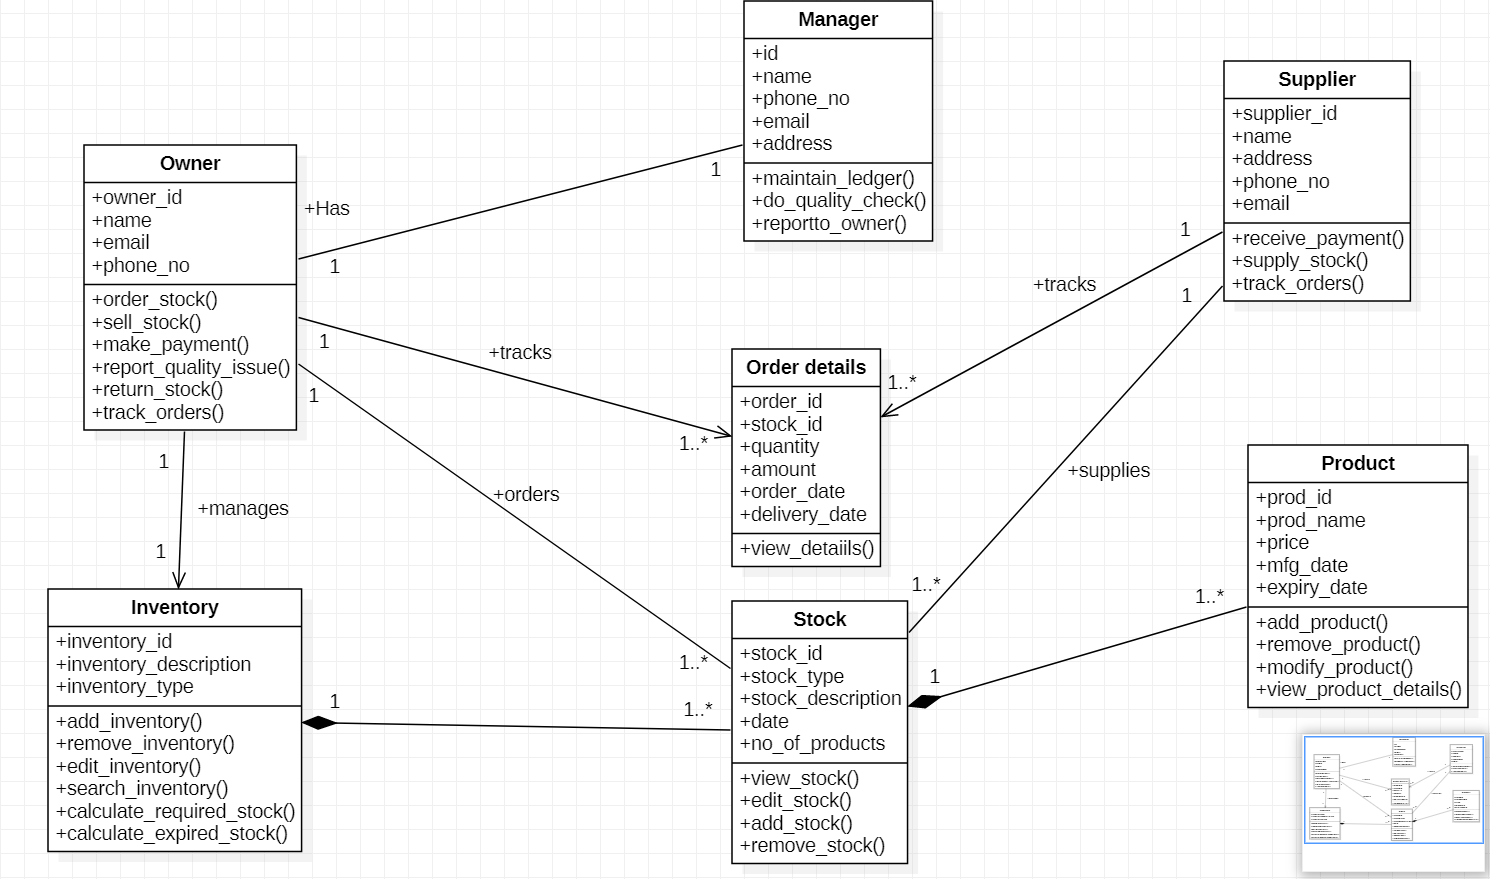 Manager
+id
+name
+phone_no
+email
+address
+maintain_ledger()
+do_quality_check()
+reportto_owner()
Supplier
+supplier_id
+name
+address
+phone_no
+email
+receive_payment()
+supply_stock()
+track_orders()
Owner
+owner_id
+name
+email
+phone_no
+order_stock()
+sell_stock()
+make_payment()
+report_quality_issue()
+return_stock()
+track_orders()
+Has
1
1
1
+tracks
1..*
1
+tracks
1..*
1
+orders
1..*
1
+supplies
1..*
1
+manages
1
Order details
+order_id
+stock_id
+quantity
+amount
+order_date
+delivery_date
+view_detaiils()
Product
+prod_id
+prod_name
+price
+mfg_date
+expiry_date
+add_product()
+remove_product()
+modify_product()
+view_product_details()
Inventory
+inventory_id
+inventory_description
+inventory_type
+add_inventory()
+remove_inventory()
+edit_inventory()
+search_inventory()
+calculate_required_stock()
+calculate_expired_stock()
1
1..*
Stock
+stock_id
+stock_type
+stock_description
+date
+no_of_products
+view_stock()
+edit_stock()
+add_stock()
+remove_stock()
1
1..*